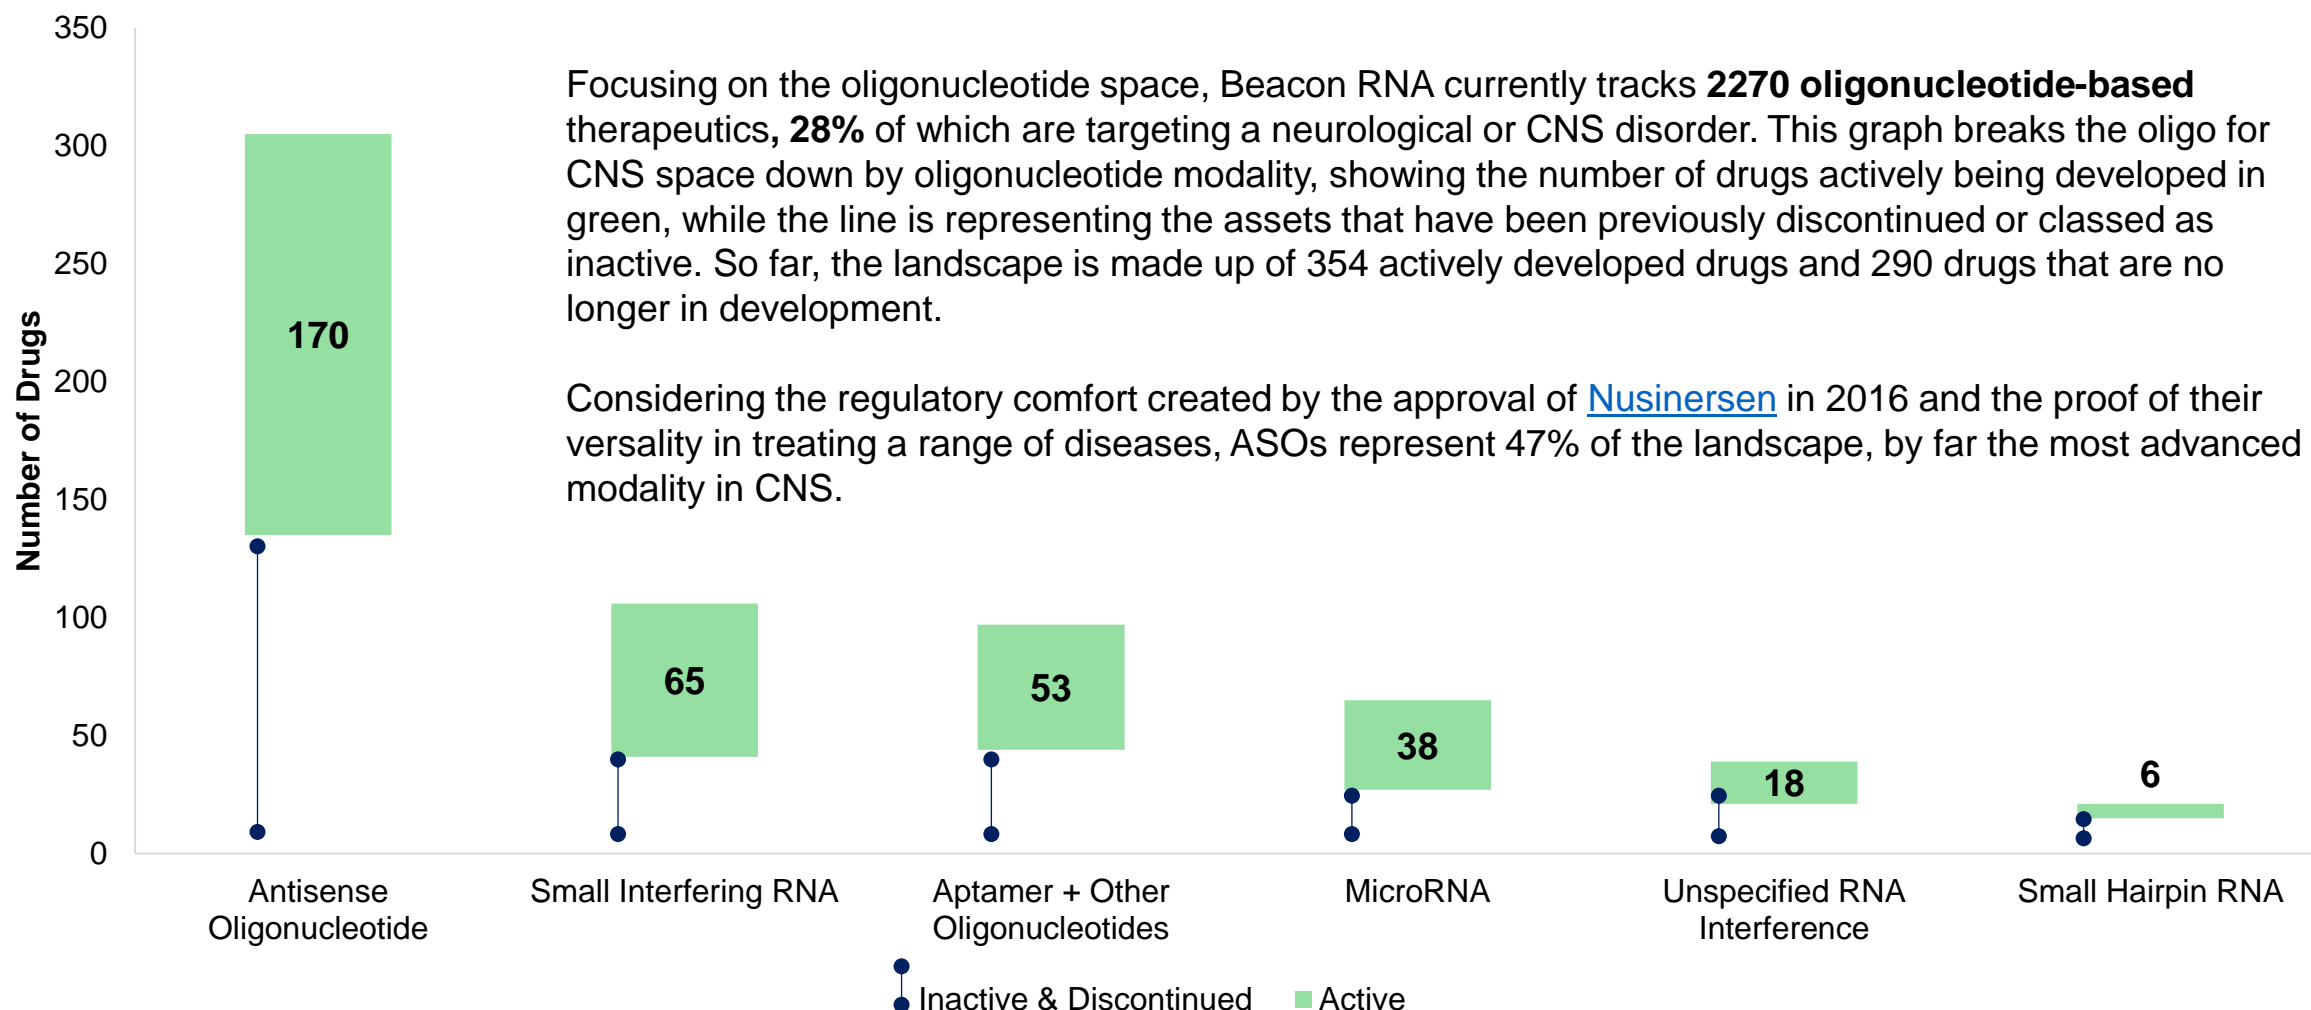 350
300
250
200
150
100
50
0
Number of Drugs
Focusing on the oligonucleotide space, Beacon RNA currently tracks 2270 oligonucleotide-based
therapeutics, 28% of which are targeting a neurological or CNS disorder. This graph breaks the oligo for
CNS space down by oligonucleotide modality, showing the number of drugs actively being developed in
green, while the line is representing the assets that have been previously discontinued or classed as
inactive. So far, the landscape is made up of 354 actively developed drugs and 290 drugs that are no
longer in development.
Considering the regulatory comfort created by the approval of Nusinersen in 2016 and the proof of their
versality in treating a range of diseases, ASOs represent 47% of the landscape, by far the most advanced
modality in CNS.
170
65
53
38
18
6
Antisense
Oligonucleotide
Small Interfering RNA
Aptamer + Other
Oligonucleotides
MicroRNA
Unspecified RNA
Interference
Small Hairpin RNA
Inactive & Discontinued
Active